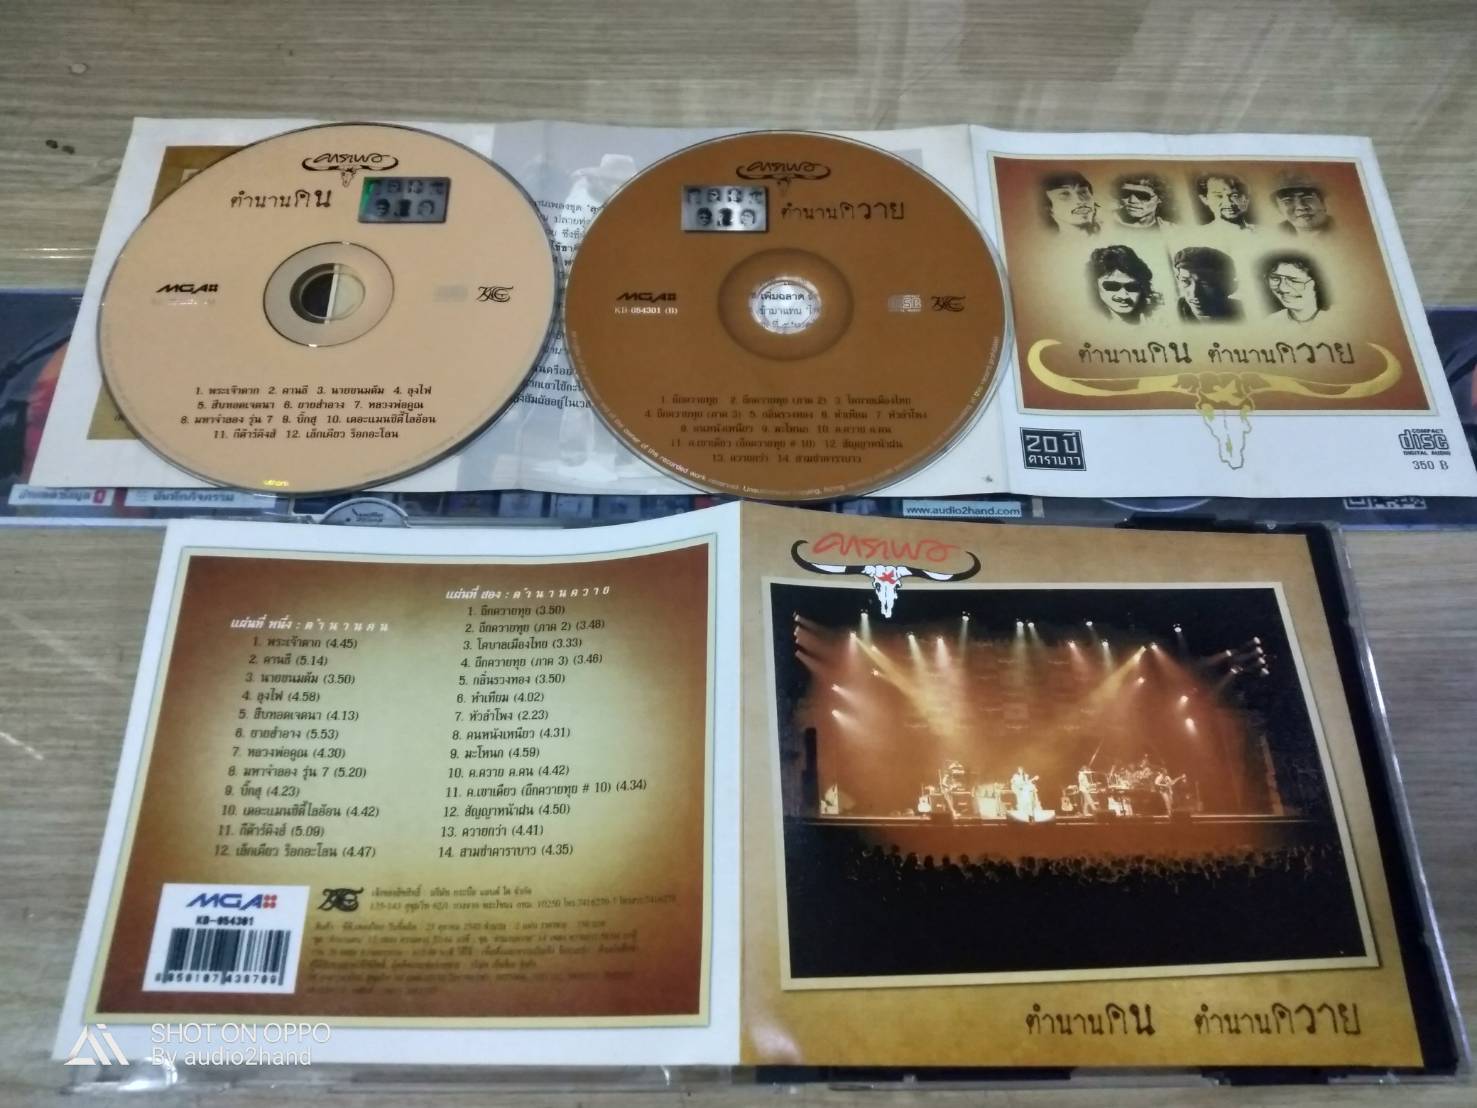 คาราบาว
ตำนานคน
MGA
1. พระเจ้าตาก 2. คานธี 3. นายขนมต้ม 4. ลุงไฟ
5. สืบทอดเจตนา 6. ยายสำอาง 7. หลวงพ่อคูณ
8. มหาจำลอง รุ่น 7 9. บิ๊กสุ 10. เดอะแมนซิตี้ไลอ้อน
11. กีต้าร์คิงส์ 12. เล็กเดียว ร็อกอะโลน
คาราบาว
ตำนานควาย
MGA
KD-054301 (B)
1. ถึกควายทุย 2. ถึกควายทุย (ภาค 2) 3. โคบาลเมืองไทย
4. ถึกควายทุย (ภาค 3) 5. กลิ่นรวงทอง 6. หำเทียม 7. หัวลำโพง
8. คนหนังเหนียว 9. มะโหนก 10. ค.ควาย ค.คน
11. ค.เขาเดียว (ถึกควายทุย # 10) 12. สัญญาหน้าฝน
13. ควายกว่า 14. สามช่าคาราบาว
ตำนานคน ตำนานควาย
20 ปี
คาราบาว
COMPACT
disc
DIGITAL AUDIO
350 B
www.audio2hand.com
แผ่นที่ หนึ่ง : ตำนานคน
1. พระเจ้าตาก (4.45)
2. คานธี (5.14)
3. นายขนมต้ม (3.50)
4. ลุงไฟ (4.58)
5. สืบทอดเจตนา (4.13)
6. ยายสำอาง (5.53)
7. หลวงพ่อคูณ (4.30)
8. มหาจำลอง รุ่น 7 (5.20)
9. บิ๊กสุ (4.23)
10. เดอะแมนซิตี้ไลอ้อน (4.42)
11. กีต้าร์คิงส์ (5.09)
12. เล็กเดียว ร็อกอะโลน (4.47)
แผ่นที่ สอง : ตำนานควาย
1. ถึกควายทุย (3.50)
2. ถึกควายทุย (ภาค 2) (3.48)
3. โคบาลเมืองไทย (3.33)
4. ถึกควายทุย (ภาค 3) (3.46)
5. กลิ่นรวงทอง (3.50)
6. หำเทียม (4.02)
7. หัวลำโพง (2.23)
8. คนหนังเหนียว (4.31)
9. มะโหนก (4.59)
10. ค.ควาย ค.คน (4.42)
11. ค.เขาเดียว (ถึกควายทุย # 10) (4.34)
12. สัญญาหน้าฝน (4.50)
13. ควายกว่า (4.41)
14. สามช่าคาราบาว (4.35)
MGA
KD-054301
8 850107 438709
คาราบาว
ตำนานคน ตำนานควาย
SHOT ON OPPO
By audio2hand